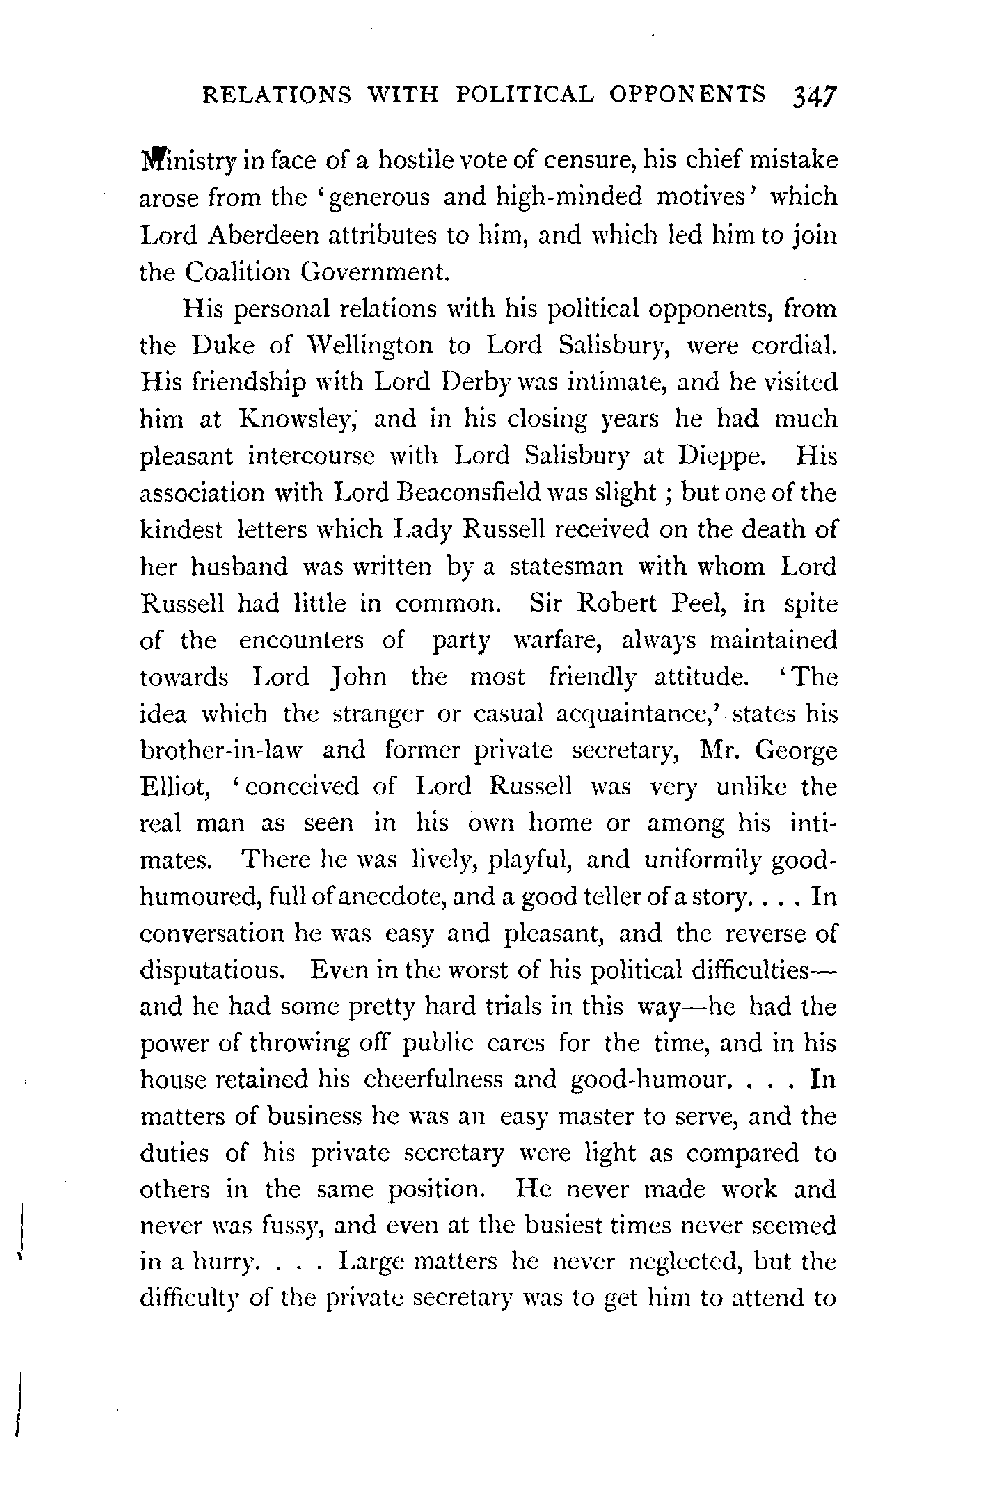 RELATIONS WITH POLITICAL OPPONENTS 347
Ministry in face of a hostile vote of censure, his chief mistake
arose from the ‘generous and high-minded motives’ which
Lord Aberdeen attributes to him, and which led him to join
the Coalition Government.
His personal relations with his political opponents, from
the Duke of Wellington to Lord Salisbury, were cordial.
His friendship with Lord Derby was intimate, and he visited
him at Knowsley; and in his closing years he had much
pleasant intercourse with Lord Salisbury at Dieppe. His
association with Lord Beaconsfield was slight ; but one of the
kindest letters which Lady Russell received on the death of
her husband was written by a statesman with whom Lord
Russell had little in common. Sir Robert Peel, in spite
of the encounters of party warfare, always maintained
towards Lord John the most friendly attitude. ‘The
idea which the stranger or casual acquaintance,’ states his
brother-in-law and former private secretary, Mr. George
Elliot, ‘conceived of Lord Russell was very unlike the
real man as seen in his own home or among his inti-
mates. There he was lively, playful, and uniformily good-
humoured, full of anecdote, and a good teller of a story. . . . In
conversation he was easy and pleasant, and the reverse of
disputatious. Even in the worst of his political difficulties—
and he had some pretty hard trials in this way—he had the
power of throwing off public cares for the time, and in his
house retained his cheerfulness and good-humour. . . . In
matters of business he was an easy master to serve, and the
duties of his private secretary were light as compared to
others in the same position. He never made work and
never was fussy, and even at the busiest times never seemed
in a hurry. . . . Large matters he never neglected, but the
difficulty of the private secretary was to get him to attend to